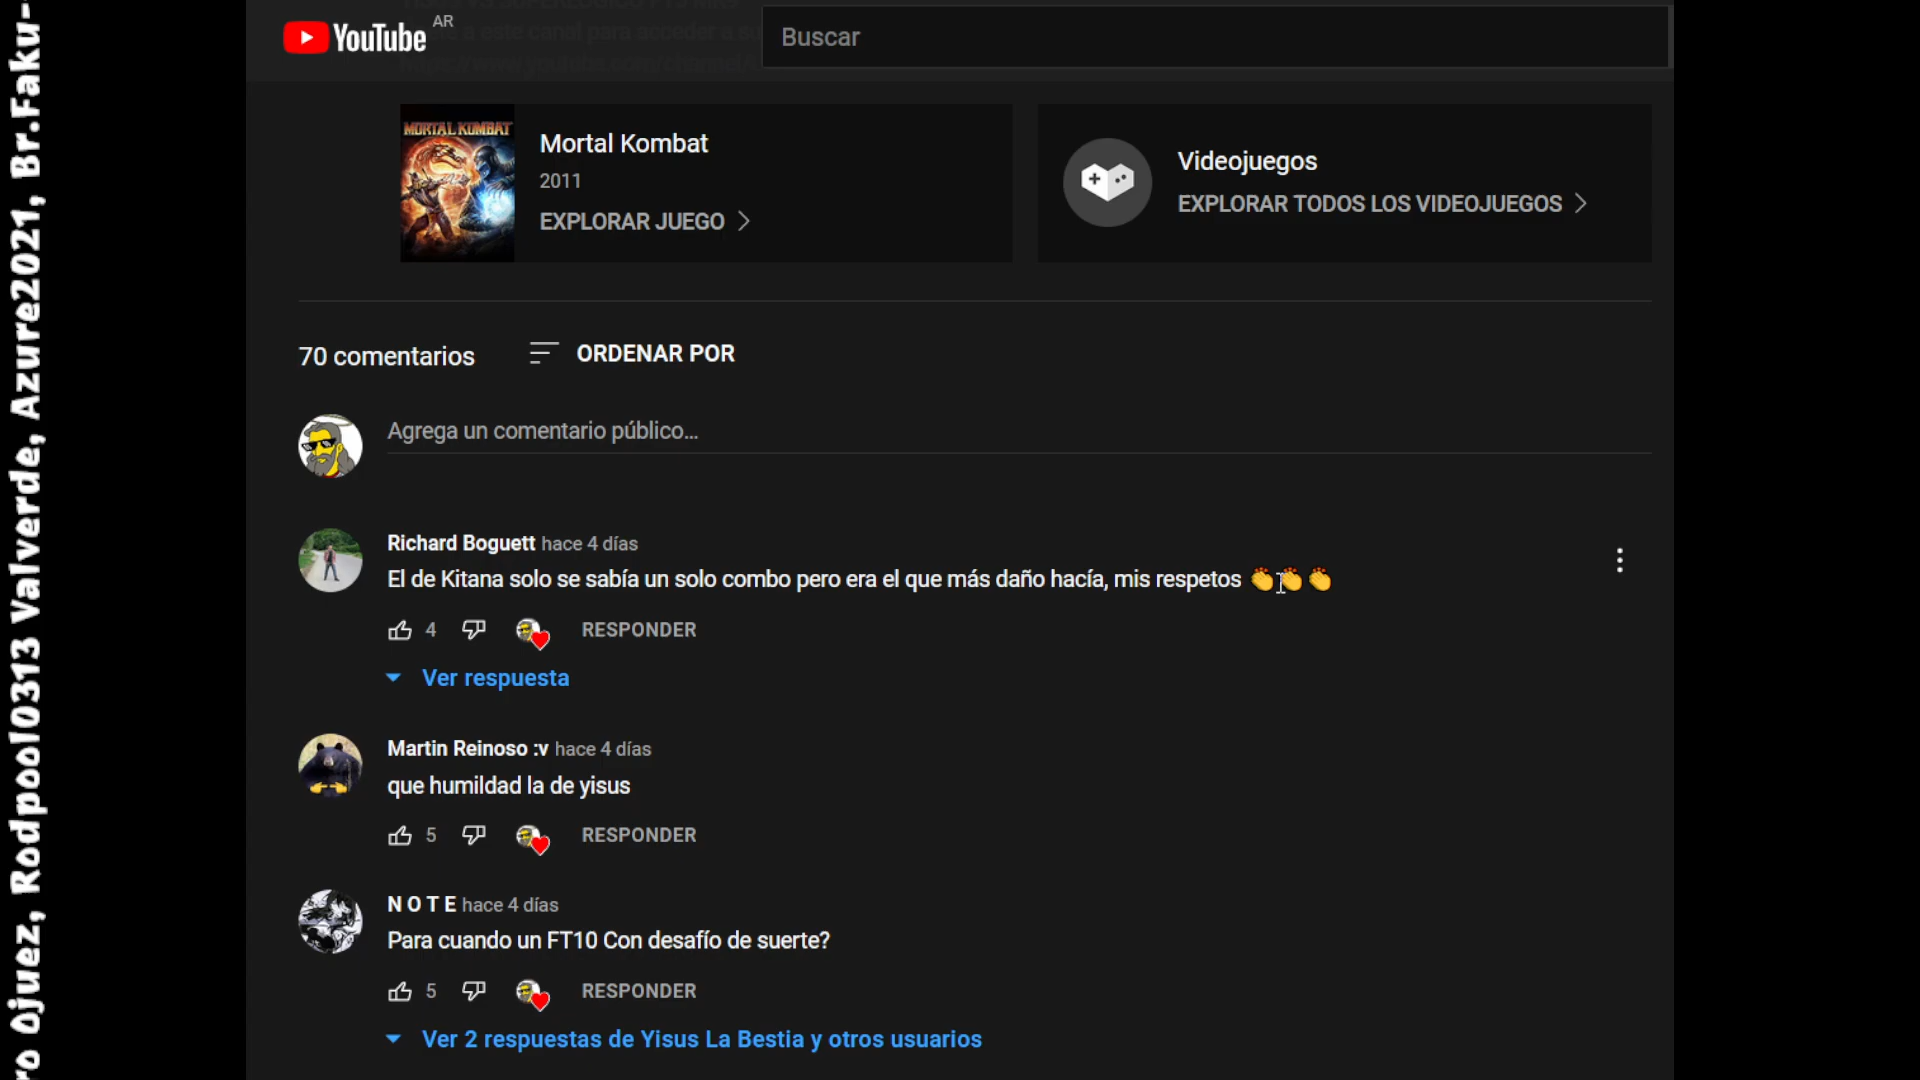 YouTube
AR
Buscar
MORTAL KOMBAT
Mortal Kombat
2011
EXPLORAR JUEGO
Videojuegos
EXPLORAR TODOS LOS VIDEOJUEGOS
70 comentarios
ORDENAR POR
Agrega un comentario público...
Richard Boguett hace 4 días
El de Kitana solo se sabía un solo combo pero era el que más daño hacía, mis respetos 👏👏👏
4
RESPONDER
Ver respuesta
Martin Reinoso :v hace 4 días
que humildad la de yisus
5
RESPONDER
N O T E hace 4 días
Para cuando un FT10 Con desafío de suerte?
5
RESPONDER
Ver 2 respuestas de Yisus La Bestia y otros usuarios
ro Ojuez, Rodpool0313 Valverde, Azure2021, Br.Faku-